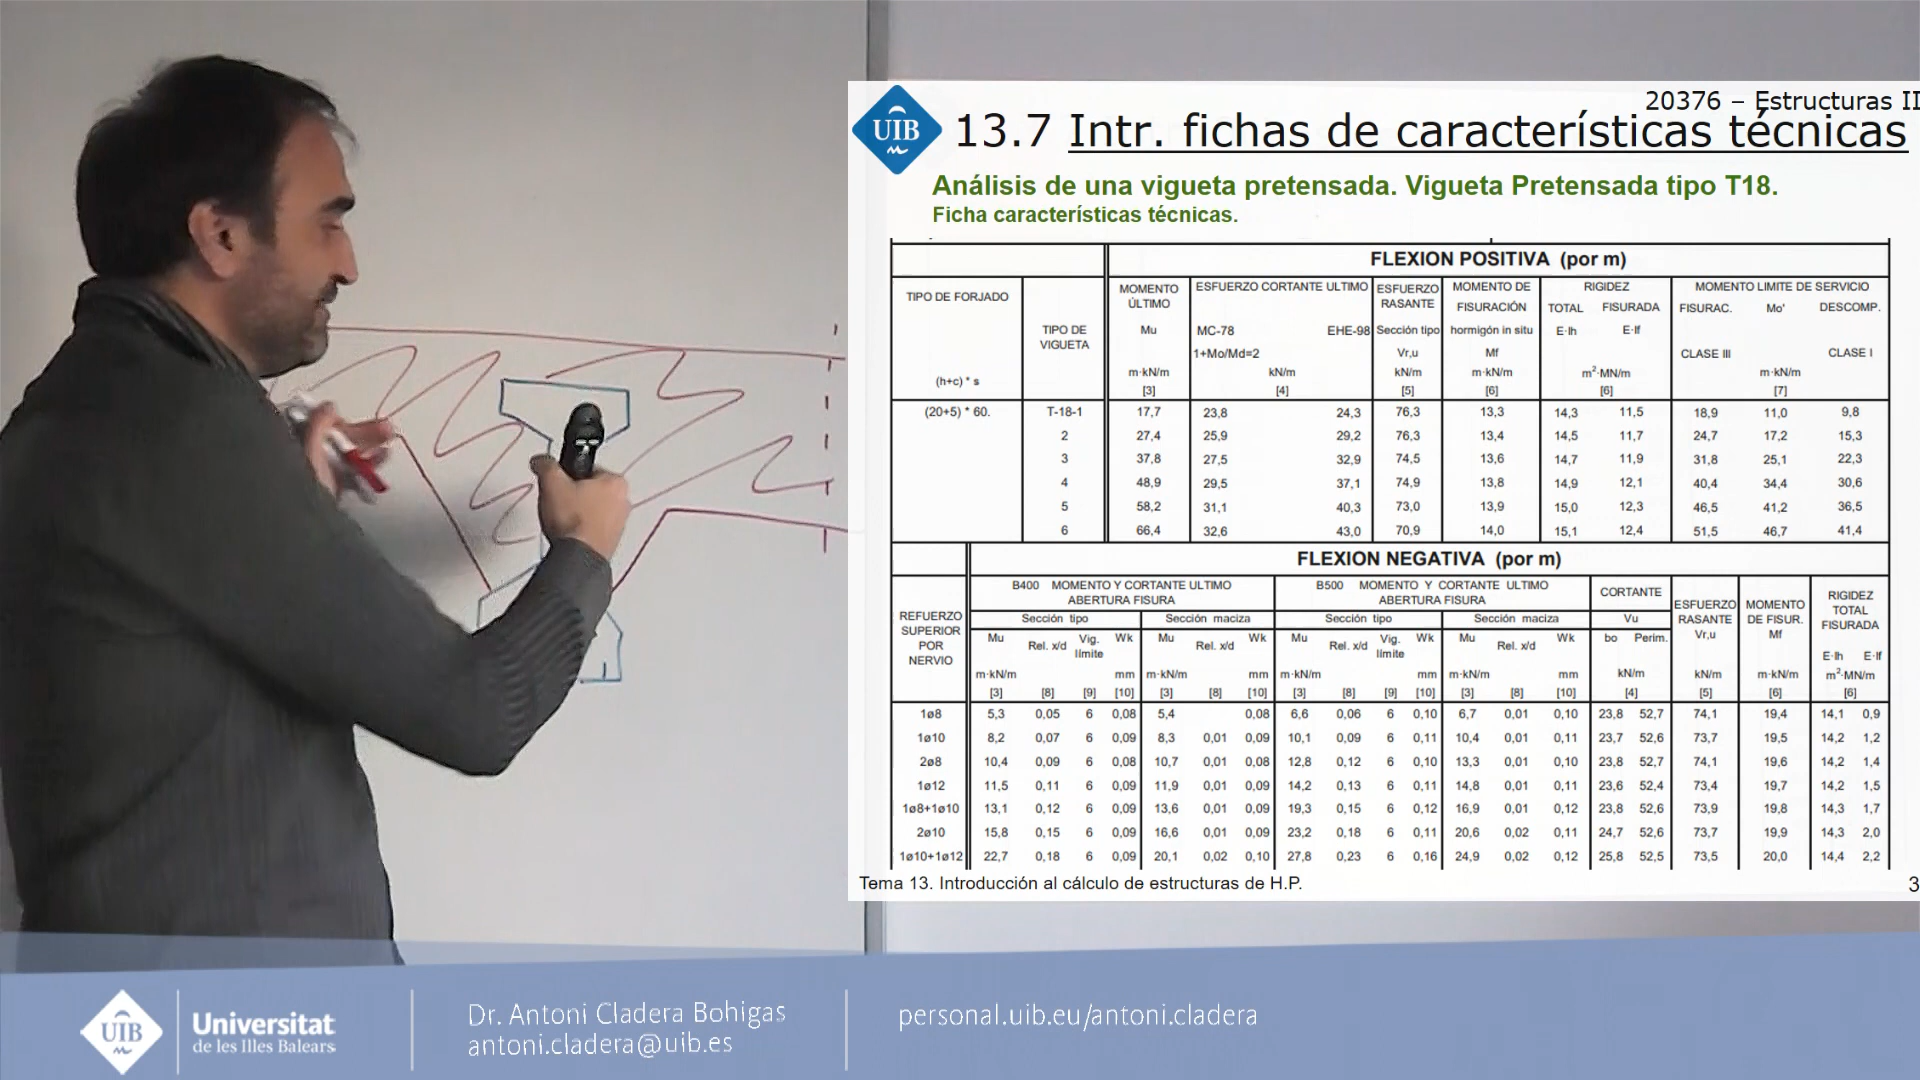 20376 – Estructuras II
UIB
13.7 Intr. fichas de características técnicas
Análisis de una vigueta pretensada. Vigueta Pretensada tipo T18.
Ficha características técnicas.
FLEXION POSITIVA (por m)
TIPO DE FORJADO (h+c) * s
TIPO DE VIGUETA
MOMENTO ÚLTIMO Mu m·kN/m [3]
ESFUERZO CORTANTE ULTIMO MC-78 EHE-98 1+Mo/Md=2 kN/m [4]
ESFUERZO RASANTE Sección tipo Vr,u kN/m [5]
MOMENTO DE FISURACIÓN hormigón in situ Mf m·kN/m [6]
RIGIDEZ TOTAL FISURADA E·Ih E·If m²·MN/m [6]
MOMENTO LIMITE DE SERVICIO FISURAC. Mo' DESCOMP. CLASE III CLASE I m·kN/m [7]
(20+5) * 60. T-18-1 17,7 23,8 24,3 76,3 13,3 14,3 11,5 18,9 11,0 9,8
2 27,4 25,9 29,2 76,3 13,4 14,5 11,7 24,7 17,2 15,3
3 37,8 27,5 32,9 74,5 13,6 14,7 11,9 31,8 25,1 22,3
4 48,9 29,5 37,1 74,9 13,8 14,9 12,1 40,4 34,4 30,6
5 58,2 31,1 40,3 73,0 13,9 15,0 12,3 46,5 41,2 36,5
6 66,4 32,6 43,0 70,9 14,0 15,1 12,4 51,5 46,7 41,4
FLEXION NEGATIVA (por m)
REFUERZO SUPERIOR POR NERVIO
B400 MOMENTO Y CORTANTE ULTIMO ABERTURA FISURA
Sección tipo Sección maciza
Mu Rel. x/d Vig. límite Wk Mu Rel. x/d Wk
m·kN/m mm m·kN/m mm
[3] [8] [9] [10] [3] [8] [10]
B500 MOMENTO Y CORTANTE ULTIMO ABERTURA FISURA
Sección tipo Sección maciza
Mu Rel. x/d Vig. límite Wk Mu Rel. x/d Wk
m·kN/m mm m·kN/m mm
[3] [8] [9] [10] [3] [8] [10]
CORTANTE Vu bo Perim. kN/m [4]
ESFUERZO RASANTE Vr,u kN/m [5]
MOMENTO DE FISUR. Mf m·kN/m [6]
RIGIDEZ TOTAL FISURADA E·Ih E·If m²·MN/m [6]
1ø8 5,3 0,05 6 0,08 5,4 0,08 6,6 0,06 6 0,10 6,7 0,01 0,10 23,8 52,7 74,1 19,4 14,1 0,9
1ø10 8,2 0,07 6 0,09 8,3 0,01 0,09 10,1 0,09 6 0,11 10,4 0,01 0,11 23,7 52,6 73,7 19,5 14,2 1,2
2ø8 10,4 0,09 6 0,08 10,7 0,01 0,08 12,8 0,12 6 0,10 13,3 0,01 0,10 23,8 52,7 74,1 19,6 14,2 1,4
1ø12 11,5 0,11 6 0,09 11,9 0,01 0,09 14,2 0,13 6 0,11 14,8 0,01 0,11 23,6 52,4 73,4 19,7 14,2 1,5
1ø8+1ø10 13,1 0,12 6 0,09 13,6 0,01 0,09 19,3 0,15 6 0,12 16,9 0,01 0,12 23,8 52,6 73,9 19,8 14,3 1,7
2ø10 15,8 0,15 6 0,09 16,6 0,01 0,09 23,2 0,18 6 0,11 20,6 0,02 0,11 24,7 52,6 73,7 19,9 14,3 2,0
1ø10+1ø12 22,7 0,18 6 0,09 20,1 0,02 0,10 27,8 0,23 6 0,16 24,9 0,02 0,12 25,8 52,5 73,5 20,0 14,4 2,2
Tema 13. Introducción al cálculo de estructuras de H.P.
3
UIB
Universitat
de les Illes Balears
Dr. Antoni Cladera Bohigas
antoni.cladera@uib.es
personal.uib.eu/antoni.cladera